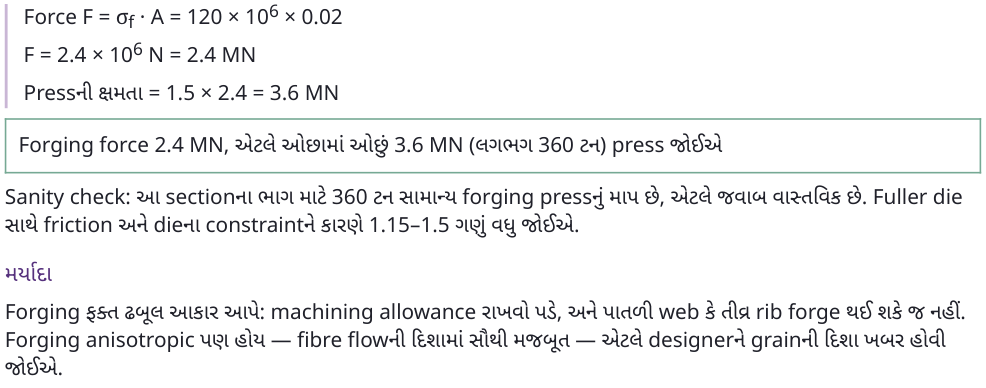 Force F = σf · A = 120 × 10⁶ × 0.02
F = 2.4 × 10⁶ N = 2.4 MN
Pressની ક્ષમતા = 1.5 × 2.4 = 3.6 MN
Forging force 2.4 MN, એટલે ઓછામાં ઓછું 3.6 MN (લગભગ 360 ટન) press જોઈએ
Sanity check: આ sectionના ભાગ માટે 360 ટન સામાન્ય forging pressનું માપ છે, એટલે જવાબ વાસ્તવિક છે. Fuller die
સાથે friction અને dieના constraintને કારણે 1.15–1.5 ગણું વધુ જોઈએ.
મર્યાદા
Forging ફક્ત ઢબૂલ આકાર આપે: machining allowance રાખવો પડે, અને પાતળી web કે તીવ્ર rib forge થઈ શકે જ નહીં.
Forging anisotropic પણ હોય — fibre flowની દિશામાં સૌથી મજબૂત — એટલે designerને grainની દિશા ખબર હોવી
જોઈએ.